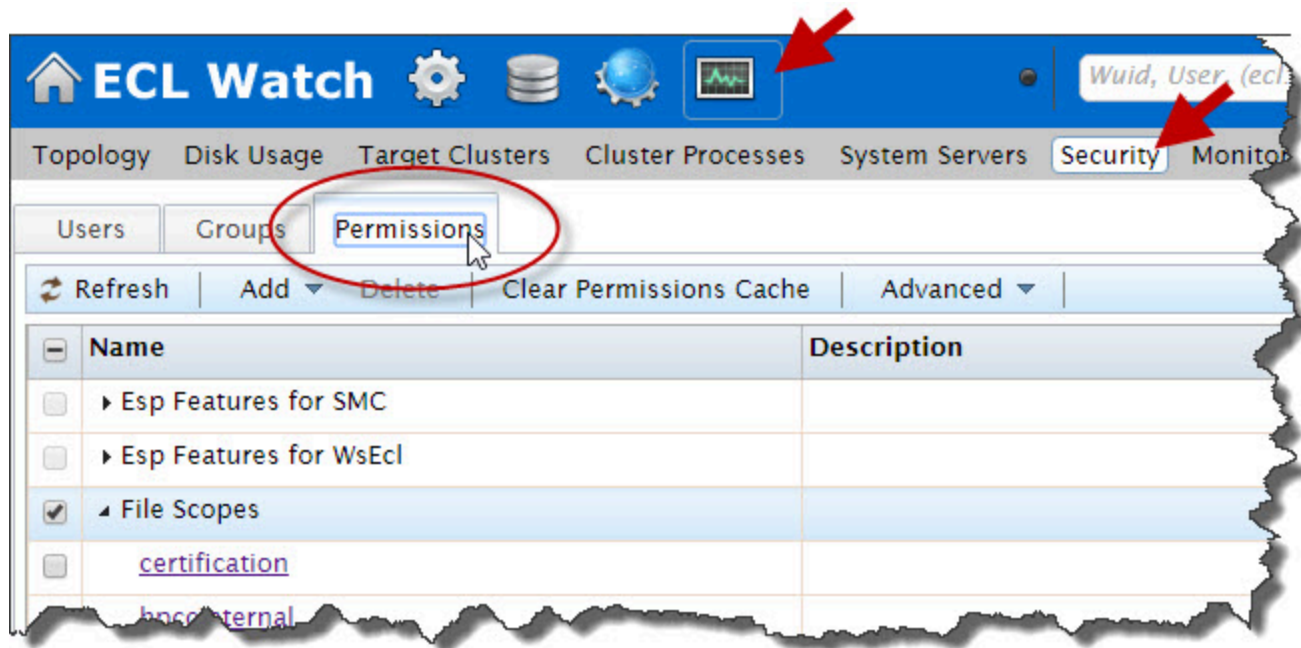 ECL Watch
Wuid, User, (ecl
Topology Disk Usage Target Clusters Cluster Processes System Servers Security Monitor
Users Groups Permissions
Refresh Add Delete Clear Permissions Cache Advanced
Name Description
Esp Features for SMC
Esp Features for WsEcl
File Scopes
certification